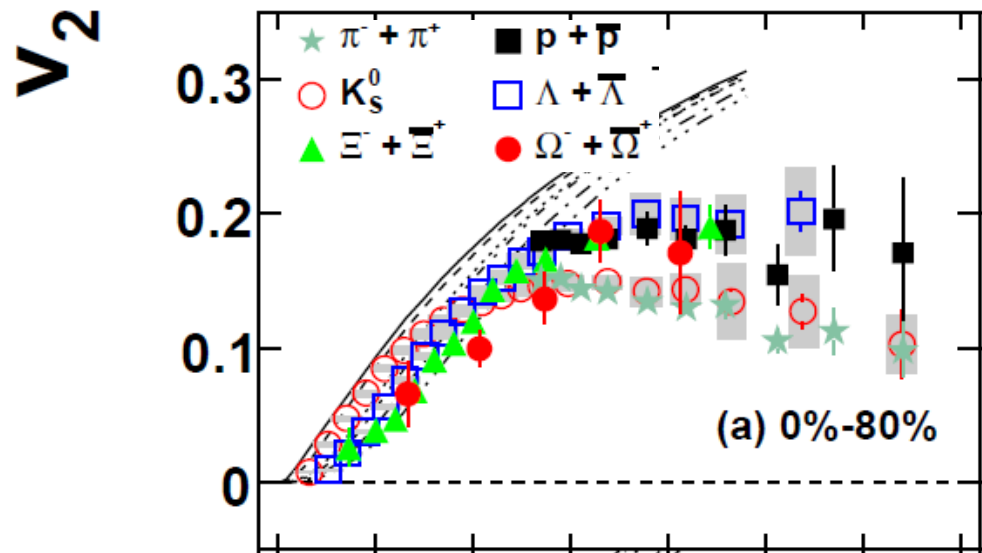 v₂
π⁻ + π⁺ p + p̅
0.3
K⁰ₛ Λ + Λ̅
Ξ⁻ + Ξ̅⁺ Ω⁻ + Ω̅⁺
0.2
0.1
(a) 0%-80%
0